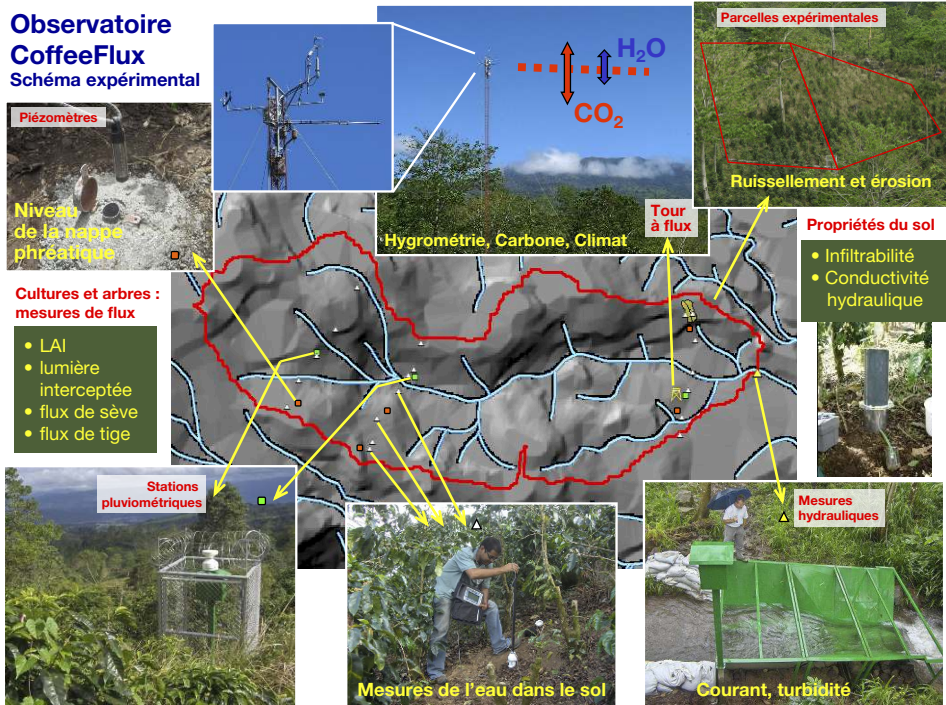 Observatoire
CoffeeFlux
Schéma expérimental
Piézomètres
Niveau
de la nappe
phréatique
H₂O
CO₂
Hygrométrie, Carbone, Climat
Tour
à flux
Parcelles expérimentales
Ruissellement et érosion
Propriétés du sol
• Infiltrabilité
• Conductivité
hydraulique
Cultures et arbres :
mesures de flux
• LAI
• lumière
interceptée
• flux de sève
• flux de tige
Stations
pluviométriques
Mesures de l'eau dans le sol
Mesures
hydrauliques
Courant, turbidité